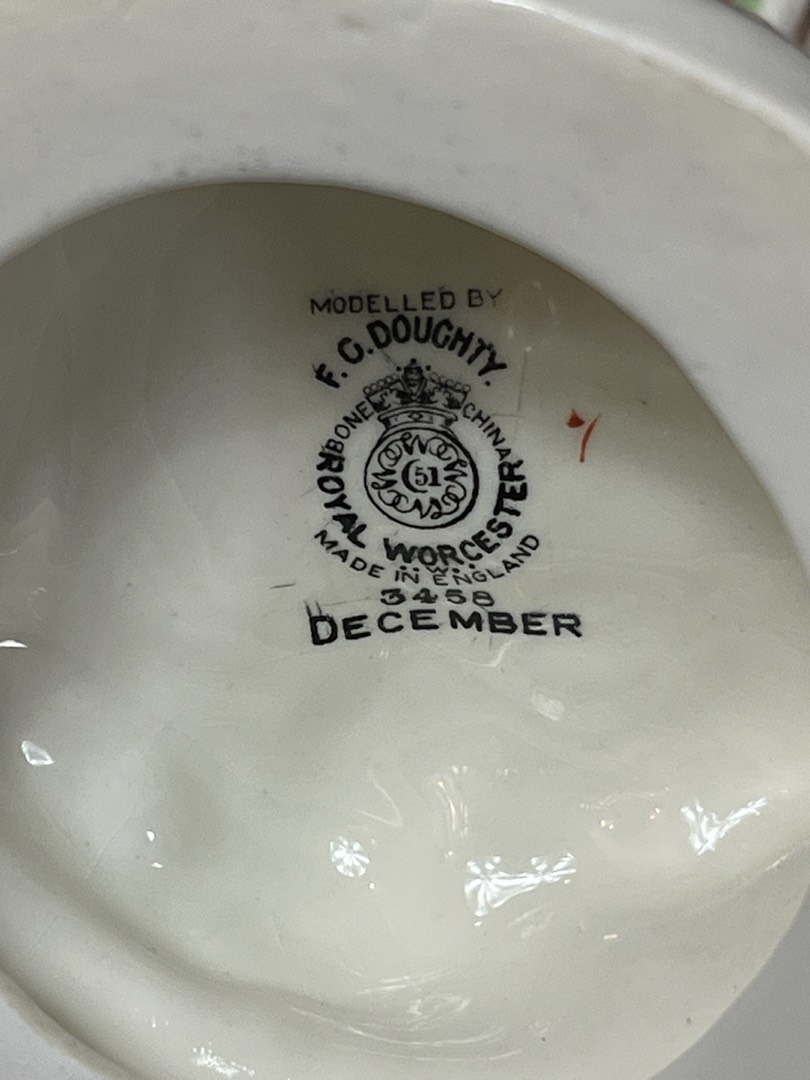 MODELLED BY
F. G. DOUGHTY.
BONE CHINA
51
ROYAL WORCESTER
MADE IN ENGLAND
3458
DECEMBER